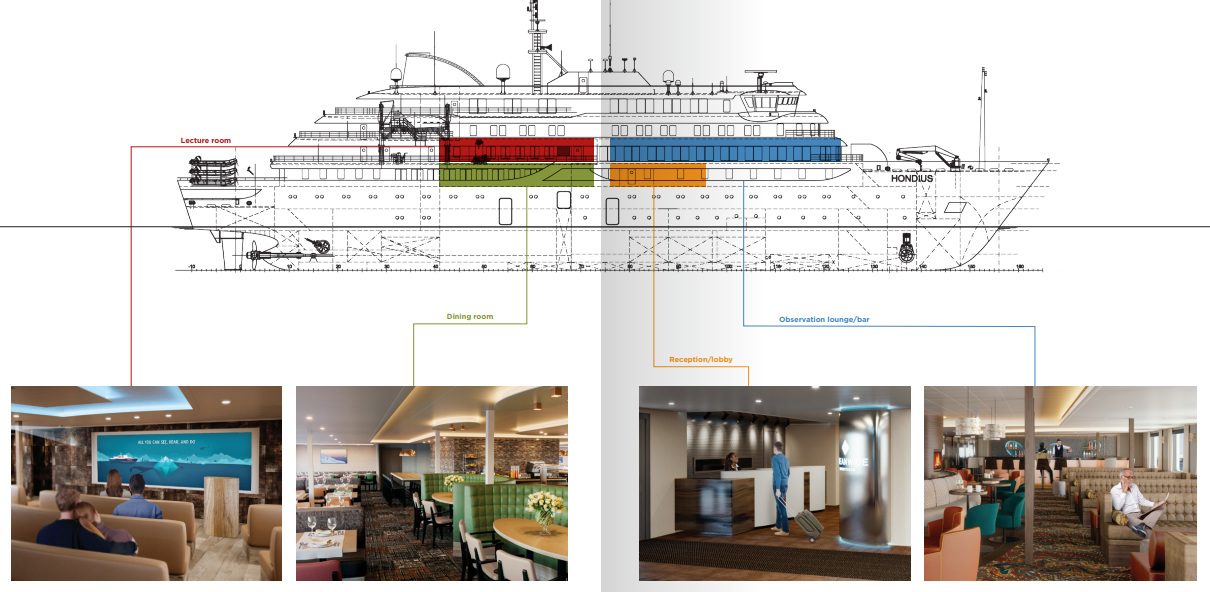 HONDIUS
Lecture room
Dining room
Observation lounge/bar
Reception/lobby
ALL YOU CAN SEE, HEAR, AND DO